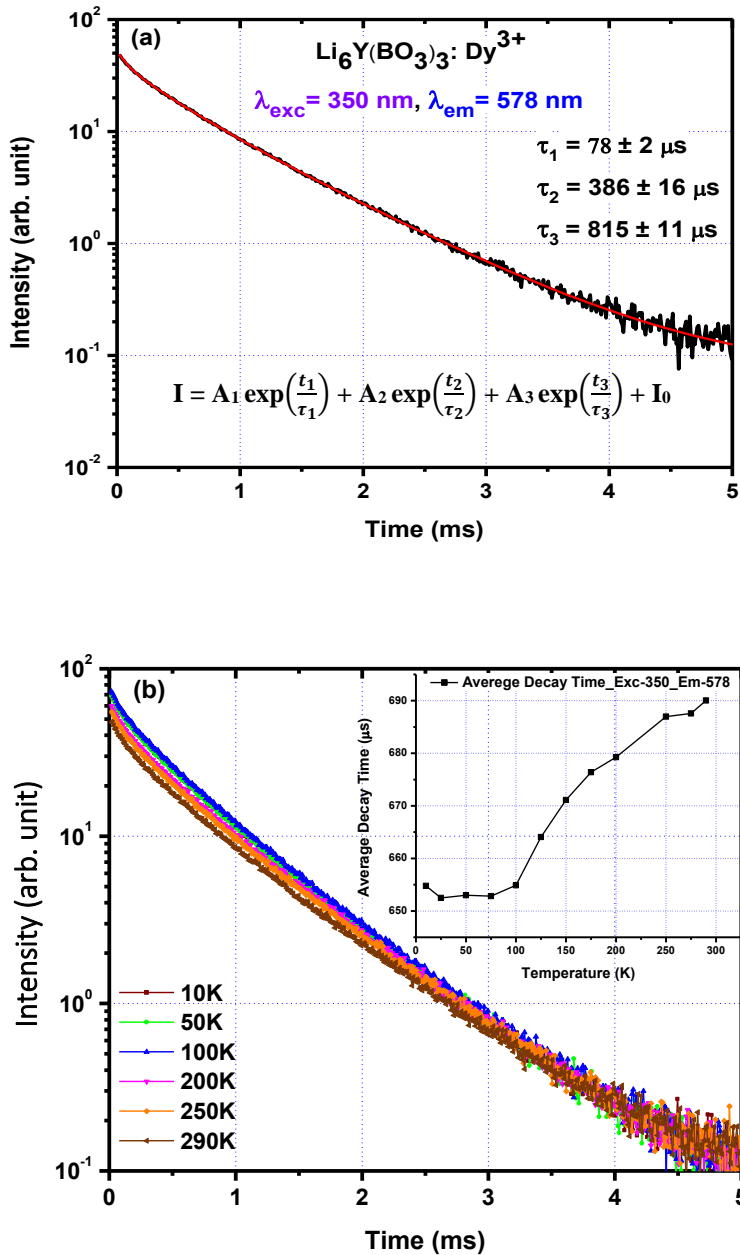 (a)
Li₆Y(BO₃)₃: Dy³⁺
λexc= 350 nm, λem= 578 nm
τ₁ = 78 ± 2 µs
τ₂ = 386 ± 16 µs
τ₃ = 815 ± 11 µs
I = A₁ exp(t₁/τ₁) + A₂ exp(t₂/τ₂) + A₃ exp(t₃/τ₃) + I₀
Intensity (arb. unit)
10²
10¹
10⁰
10⁻¹
10⁻²
0 1 2 3 4 5
Time (ms)
(b)
Intensity (arb. unit)
10²
10¹
10⁰
10⁻¹
10K
50K
100K
200K
250K
290K
Averege Decay Time_Exc-350_Em-578
Average Decay Time (µs)
690
680
670
660
650
50 100 150 200 250 300
Temperature (K)
0 1 2 3 4 5
Time (ms)